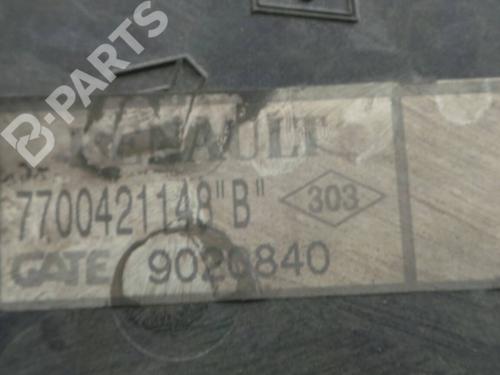 B-PARTS
RENAULT
7700421148"B" 303
GATE 9020840